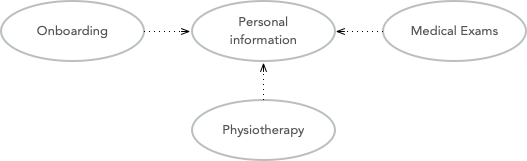 Onboarding
Personal
information
Medical Exams
Physiotherapy